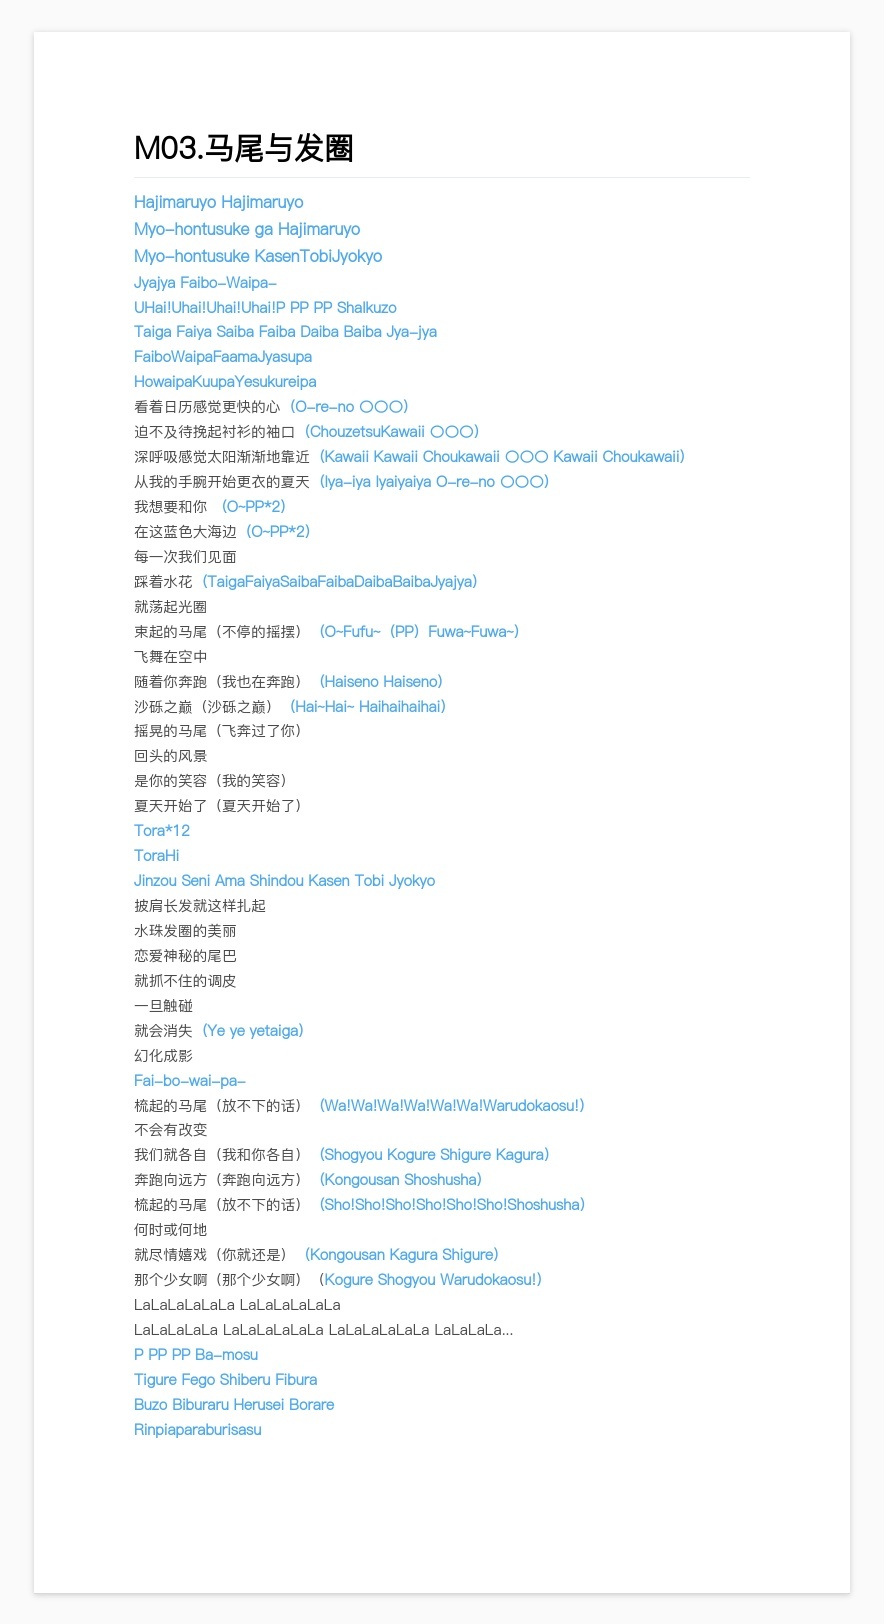 M03.马尾与发圈
Hajimaruyo Hajimaruyo
Myo-hontusuke ga Hajimaruyo
Myo-hontusuke KasenTobiJyokyo
Jyajya Faibo-Waipa-
UHai!Uhai!Uhai!Uhai!P PP PP Shalkuzo
Taiga Faiya Saiba Faiba Daiba Baiba Jya-jya
FaiboWaipaFaamaJyasupa
HowaipaKuupaYesukureipa
看着日历感觉更快的心（O-re-no 〇〇〇）
迫不及待挽起衬衫的袖口（ChouzetsuKawaii 〇〇〇）
深呼吸感觉太阳渐渐地靠近（Kawaii Kawaii Choukawaii 〇〇〇 Kawaii Choukawaii）
从我的手腕开始更衣的夏天（Iya-iya Iyaiyaiya O-re-no 〇〇〇）
我想要和你 （O~PP*2）
在这蓝色大海边（O~PP*2）
每一次我们见面
踩着水花（TaigaFaiyaSaibaFaibaDaibaBaibaJyajya）
就荡起光圈
束起的马尾（不停的摇摆）（O~Fufu~（PP）Fuwa~Fuwa~）
飞舞在空中
随着你奔跑（我也在奔跑）（Haiseno Haiseno）
沙砾之巅（沙砾之巅）（Hai~Hai~ Haihaihaihai）
摇晃的马尾（飞奔过了你）
回头的风景
是你的笑容（我的笑容）
夏天开始了（夏天开始了）
Tora*12
ToraHi
Jinzou Seni Ama Shindou Kasen Tobi Jyokyo
披肩长发就这样扎起
水珠发圈的美丽
恋爱神秘的尾巴
就抓不住的调皮
一旦触碰
就会消失（Ye ye yetaiga）
幻化成影
Fai-bo-wai-pa-
梳起的马尾（放不下的话）（Wa!Wa!Wa!Wa!Wa!Wa!Warudokaosu!）
不会有改变
我们就各自（我和你各自）（Shogyou Kogure Shigure Kagura）
奔跑向远方（奔跑向远方）（Kongousan Shoshusha）
梳起的马尾（放不下的话）（Sho!Sho!Sho!Sho!Sho!Sho!Shoshusha）
何时或何地
就尽情嬉戏（你就还是）（Kongousan Kagura Shigure）
那个少女啊（那个少女啊）（Kogure Shogyou Warudokaosu!）
LaLaLaLaLaLa LaLaLaLaLaLa
LaLaLaLaLa LaLaLaLaLaLa LaLaLaLaLaLa LaLaLaLa...
P PP PP Ba-mosu
Tigure Fego Shiberu Fibura
Buzo Biburaru Herusei Borare
Rinpiaparaburisasu